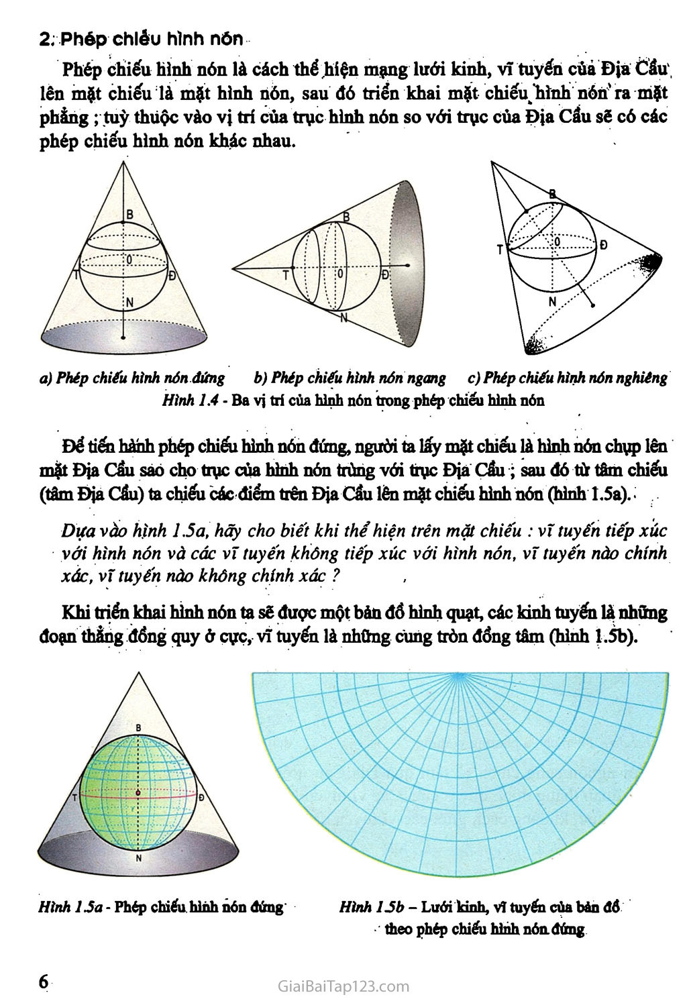 2. Phép chiếu hình nón
Phép chiếu hình nón là cách thể hiện mạng lưới kinh, vĩ tuyến của Địa Cầu
lên mặt chiếu là mặt hình nón, sau đó triển khai mặt chiếu hình nón ra mặt
phẳng ; tuỳ thuộc vào vị trí của trục hình nón so với trục của Địa Cầu sẽ có các
phép chiếu hình nón khác nhau.
B
O
T
Đ
N
B
T
O
Đ
N
B
T
O
Đ
N
a) Phép chiếu hình nón đứng
b) Phép chiếu hình nón ngang
c) Phép chiếu hình nón nghiêng
Hình 1.4 - Ba vị trí của hình nón trong phép chiếu hình nón
Để tiến hành phép chiếu hình nón đứng, người ta lấy mặt chiếu là hình nón chụp lên
mặt Địa Cầu sao cho trục của hình nón trùng với trục Địa Cầu ; sau đó từ tâm chiếu
(tâm Địa Cầu) ta chiếu các điểm trên Địa Cầu lên mặt chiếu hình nón (hình 1.5a).
Dựa vào hình 1.5a, hãy cho biết khi thể hiện trên mặt chiếu : vĩ tuyến tiếp xúc
với hình nón và các vĩ tuyến không tiếp xúc với hình nón, vĩ tuyến nào chính
xác, vĩ tuyến nào không chính xác ?
Khi triển khai hình nón ta sẽ được một bản đồ hình quạt, các kinh tuyến là những
đoạn thẳng đồng quy ở cực, vĩ tuyến là những cung tròn đồng tâm (hình 1.5b).
B
T
Đ
N
Hình 1.5a - Phép chiếu hình nón đứng
Hình 1.5b – Lưới kinh, vĩ tuyến của bản đồ
theo phép chiếu hình nón đứng
6
GiaiBaiTap123.com